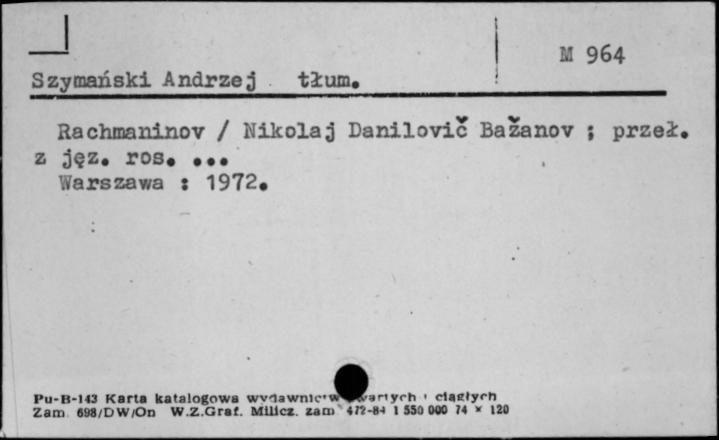 M 964
Szymański Andrzej tłum.
Rachmaninov / Nikolaj Danilovič Bažanov ; przeł.
z jęz. ros. ...
Warszawa : 1972.
Pu-B-143 Karta katalogowa ciągłych
Zam. 698/DW/On W.Z.Graf. Milicz. zam 472-84 1 550 000 74 × 120